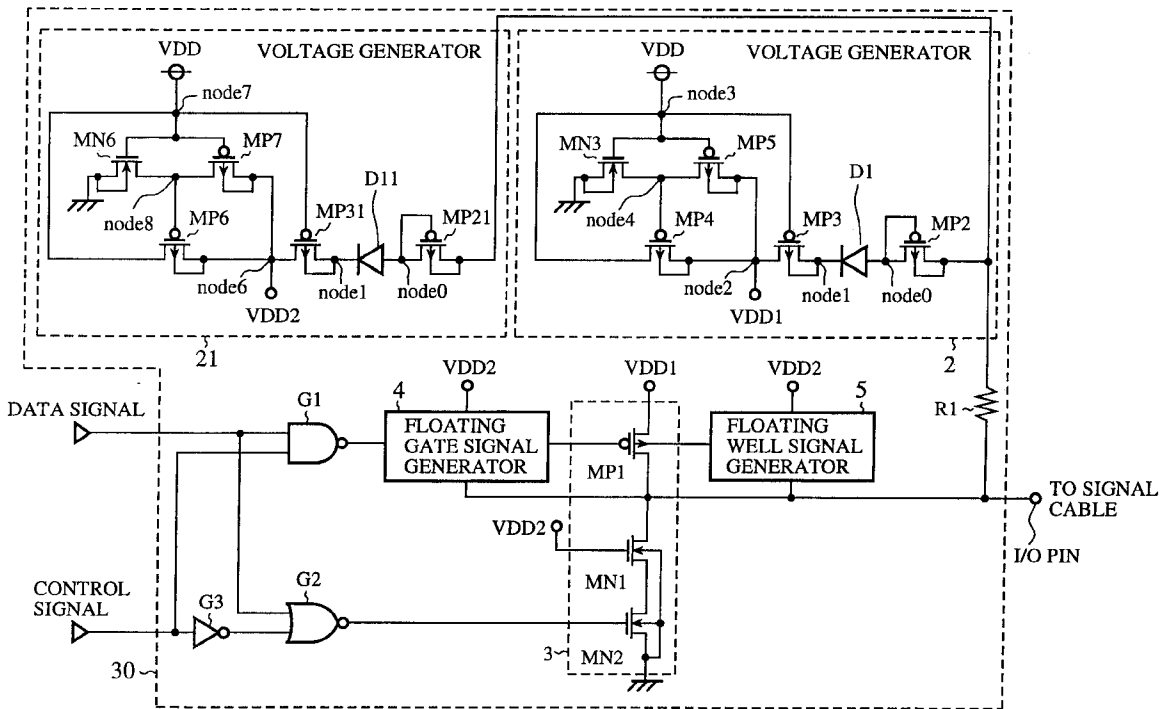 VOLTAGE GENERATOR
VDD
node7
MN6
MP7
D11
node8
MP6
MP31
MP21
node6
node1
node0
VDD2
21
VOLTAGE GENERATOR
VDD
node3
MN3
MP5
D1
node4
MP4
MP3
MP2
node2
node1
node0
VDD1
2
R1
DATA SIGNAL
G1
VDD2
4
FLOATING
GATE SIGNAL
GENERATOR
VDD1
MP1
VDD2
5
FLOATING
WELL SIGNAL
GENERATOR
TO SIGNAL
CABLE
I/O PIN
VDD2
MN1
CONTROL
SIGNAL
G3
G2
3
MN2
30